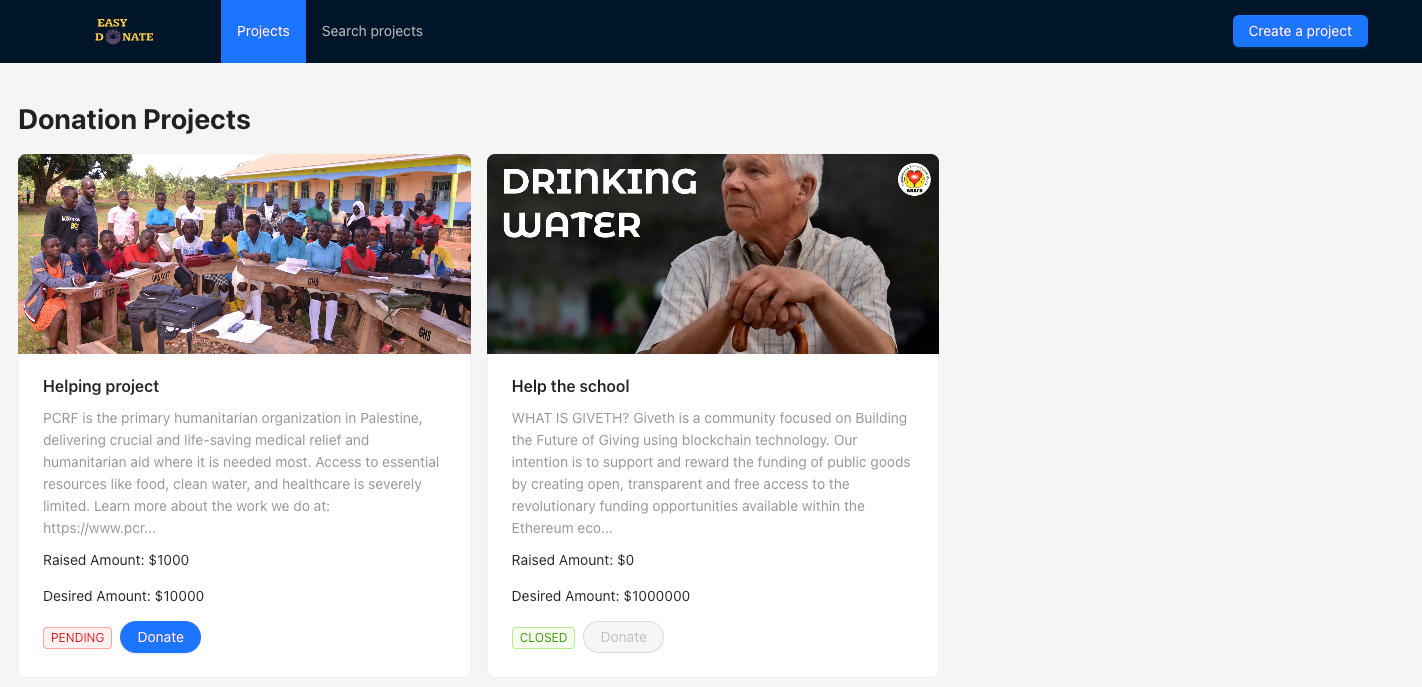 EASY
D NATE
Projects
Search projects
Create a project
Donation Projects
DRINKING
WATER
Helping project
PCRF is the primary humanitarian organization in Palestine,
delivering crucial and life-saving medical relief and
humanitarian aid where it is needed most. Access to essential
resources like food, clean water, and healthcare is severely
limited. Learn more about the work we do at:
https://www.pcr...
Raised Amount: $1000
Desired Amount: $10000
PENDING
Donate
Help the school
WHAT IS GIVETH? Giveth is a community focused on Building
the Future of Giving using blockchain technology. Our
intention is to support and reward the funding of public goods
by creating open, transparent and free access to the
revolutionary funding opportunities available within the
Ethereum eco...
Raised Amount: $0
Desired Amount: $1000000
CLOSED
Donate